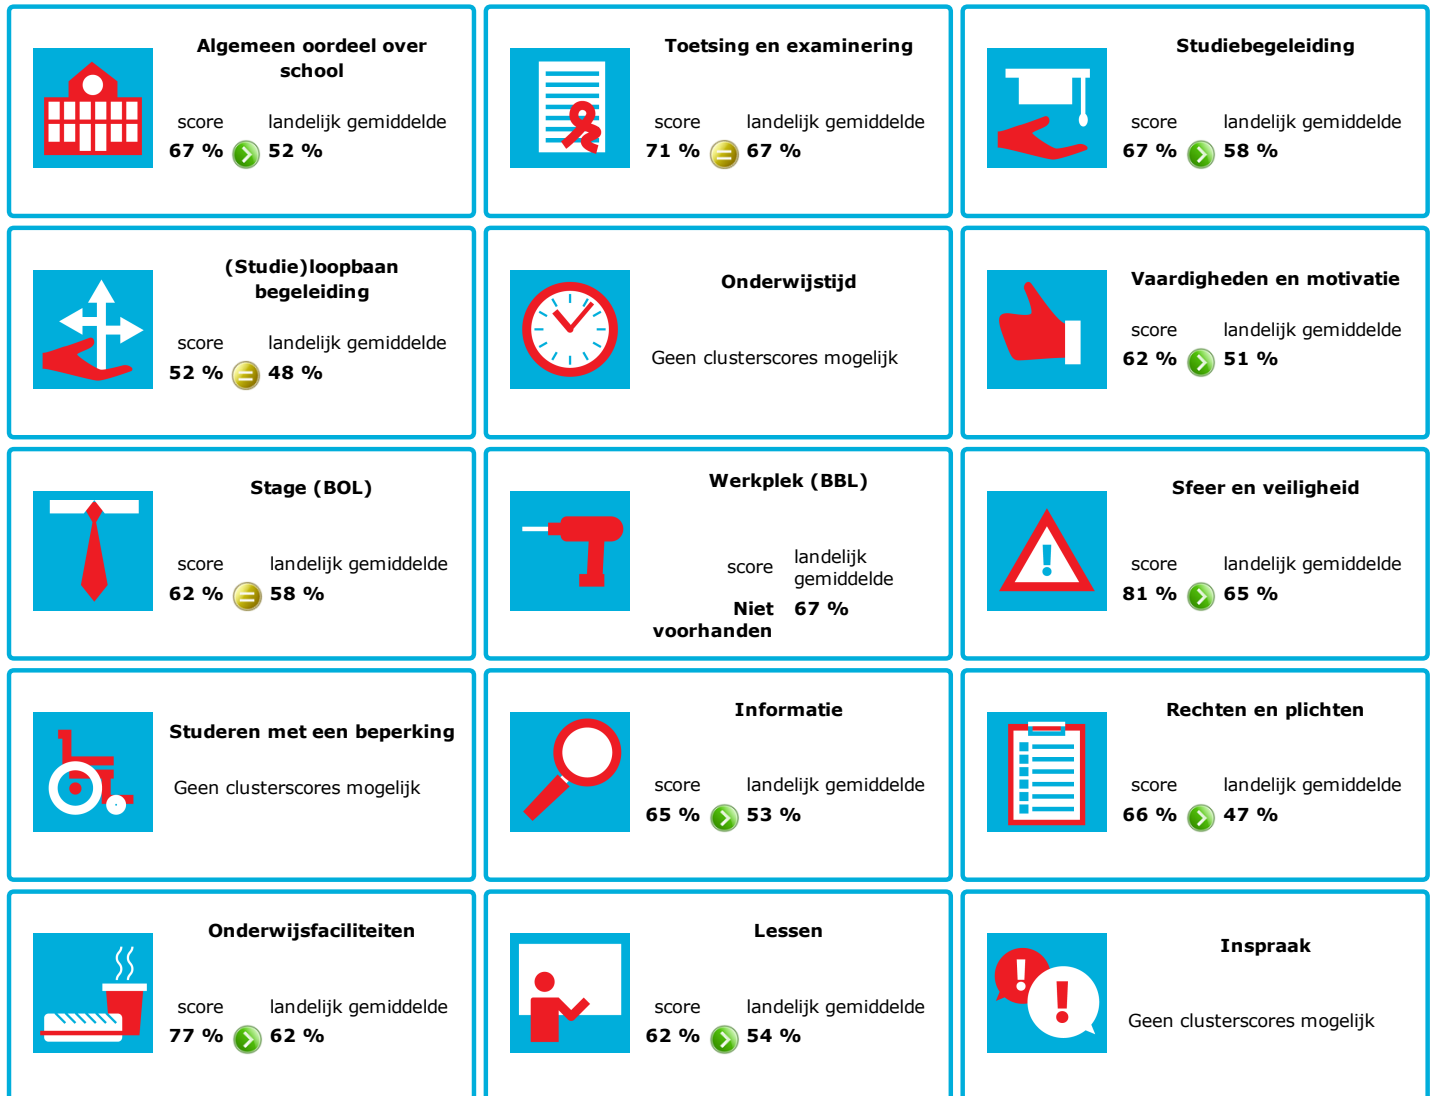 Algemeen oordeel over
school
score landelijk gemiddelde
67 % 52 %
Toetsing en examinering
score landelijk gemiddelde
71 % = 67 %
Studiebegeleiding
score landelijk gemiddelde
67 % 58 %
(Studie)loopbaan
begeleiding
score landelijk gemiddelde
52 % = 48 %
Onderwijstijd
Geen clusterscores mogelijk
Vaardigheden en motivatie
score landelijk gemiddelde
62 % 51 %
Stage (BOL)
score landelijk gemiddelde
62 % = 58 %
Werkplek (BBL)
score landelijk
gemiddelde
Niet 67 %
voorhanden
Sfeer en veiligheid
score landelijk gemiddelde
81 % 65 %
Studeren met een beperking
Geen clusterscores mogelijk
Informatie
score landelijk gemiddelde
65 % 53 %
Rechten en plichten
score landelijk gemiddelde
66 % 47 %
Onderwijsfaciliteiten
score landelijk gemiddelde
77 % 62 %
Lessen
score landelijk gemiddelde
62 % 54 %
Inspraak
Geen clusterscores mogelijk